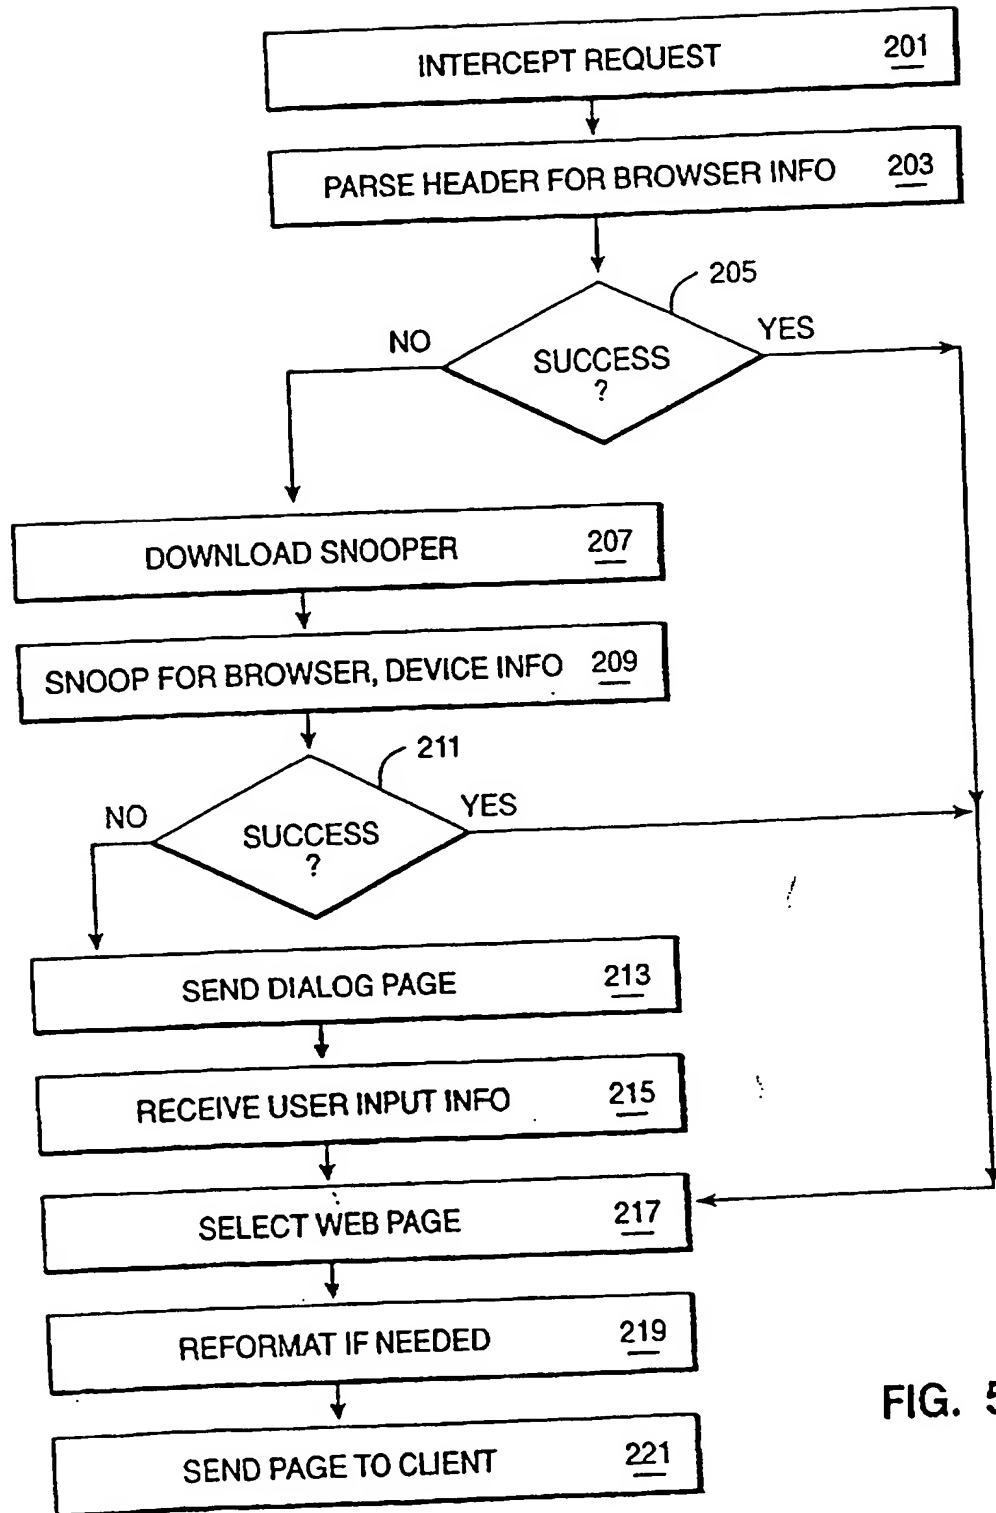 INTERCEPT REQUEST 201
PARSE HEADER FOR BROWSER INFO 203
205
NO
YES
SUCCESS
?
DOWNLOAD SNOOPER 207
SNOOP FOR BROWSER, DEVICE INFO 209
211
NO
YES
SUCCESS
?
SEND DIALOG PAGE 213
RECEIVE USER INPUT INFO 215
SELECT WEB PAGE 217
REFORMAT IF NEEDED 219
FIG. 5
SEND PAGE TO CLIENT 221